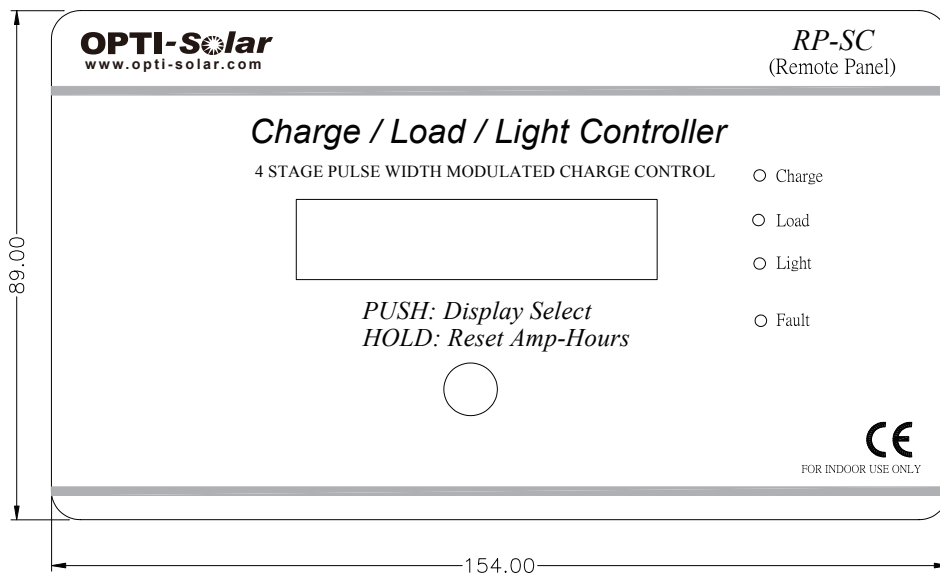 OPTI-Solar
www.opti-solar.com
RP-SC
(Remote Panel)
Charge / Load / Light Controller
4 STAGE PULSE WIDTH MODULATED CHARGE CONTROL
Charge
Load
Light
Fault
PUSH: Display Select
HOLD: Reset Amp-Hours
CE
FOR INDOOR USE ONLY
89.00
154.00